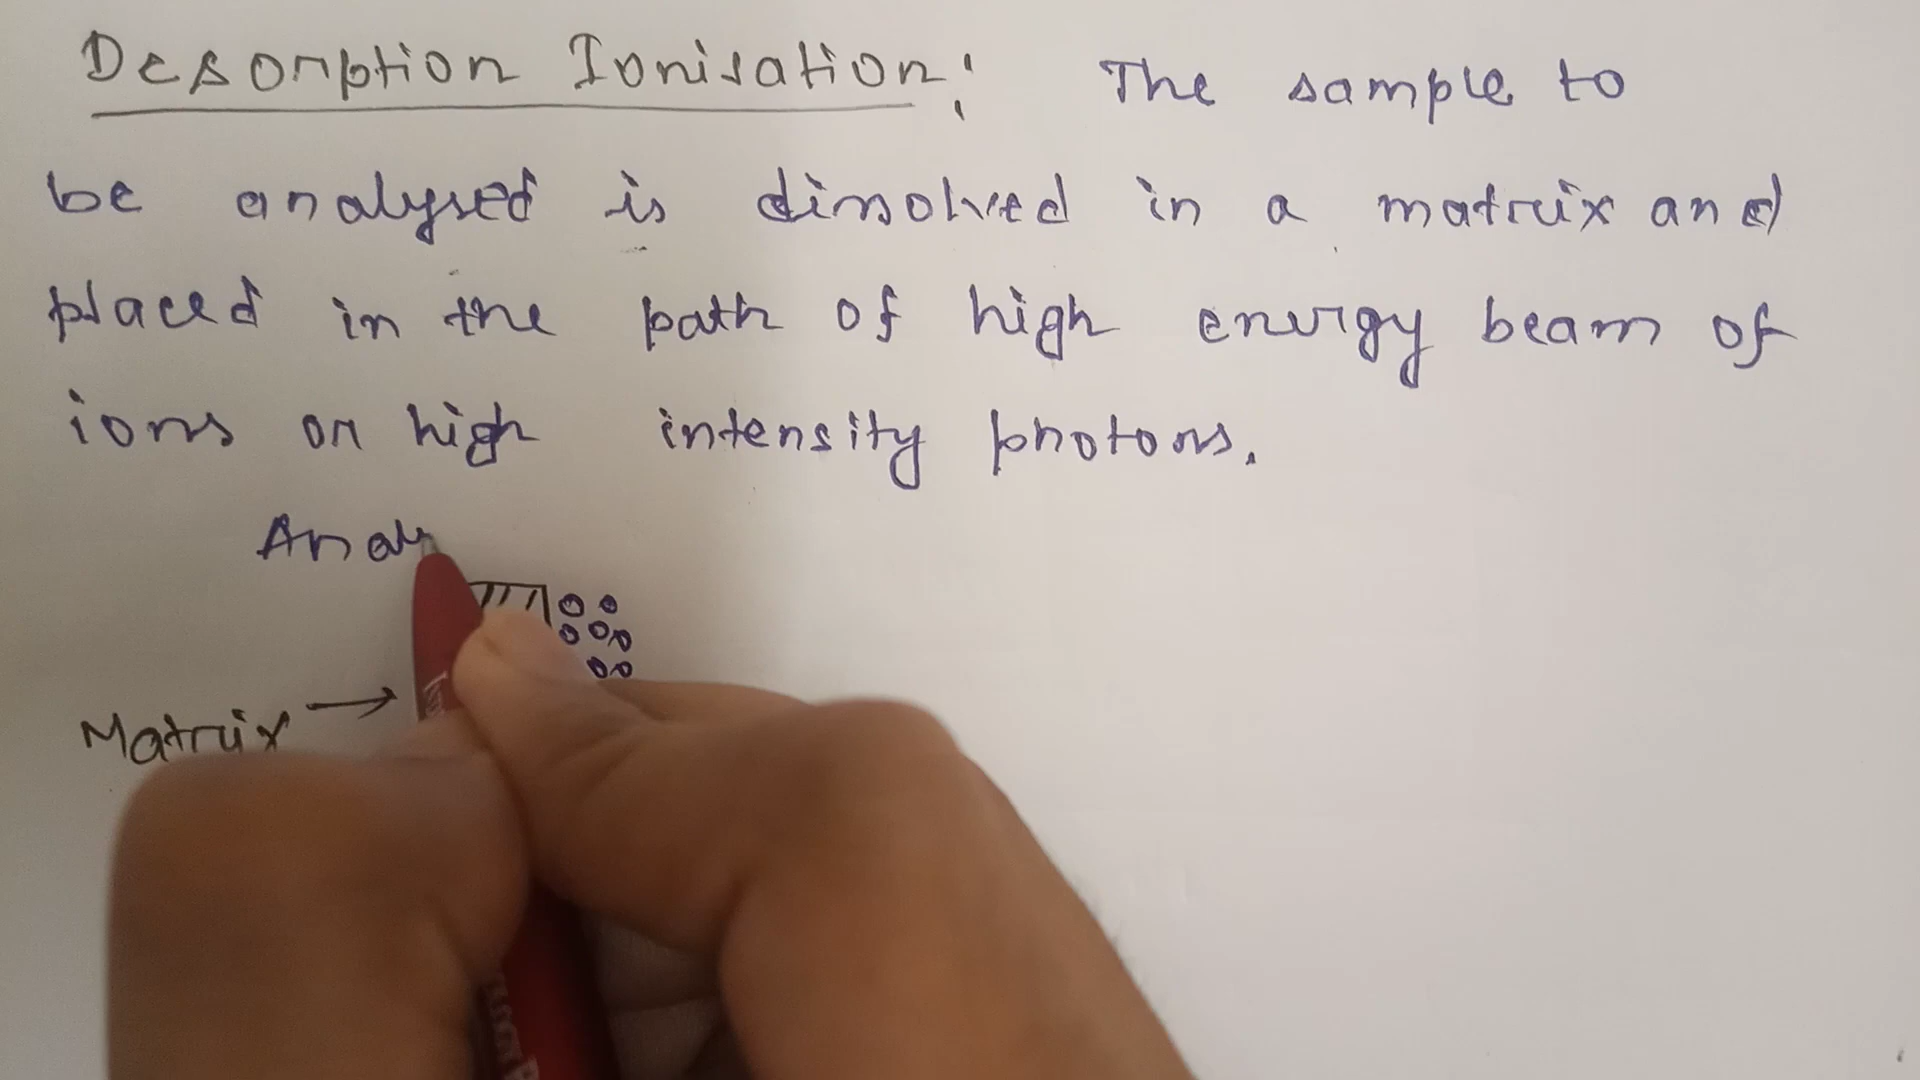 Desorption Ionisation: The sample to
be analysed is dissolved in a matrix and
placed in the path of high energy beam of
ions or high intensity photons.
Analy
Matrix